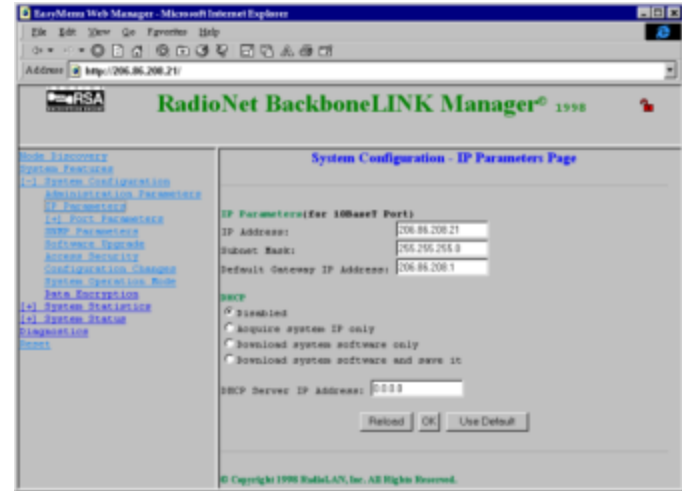 EasyMenu Web Manager - Microsoft Internet Explorer
File Edit View Go Favorites Help
Address http://206.86.208.21/
RSA
RadioNet BackboneLINK Manager© 1998
Node Discovery
System Features
[-] System Configuration
Administration Parameters
IP Parameters
[+] Port Parameters
SNMP Parameters
Software Upgrade
Access Security
Configuration Changes
System Operation Mode
Data Encryption
[+] System Statistics
[+] System Status
Diagnostics
Reset
System Configuration - IP Parameters Page
IP Parameters(for 10BaseT Port)
IP Address: 206.86.208.21
Subnet Mask: 255.255.255.0
Default Gateway IP Address: 206.86.208.1
DHCP
Disabled
Acquire system IP only
Download system software only
Download system software and save it
DHCP Server IP Address: 0.0.0.0
Reload OK Use Default
© Copyright 1998 RadioLAN, Inc. All Rights Reserved.